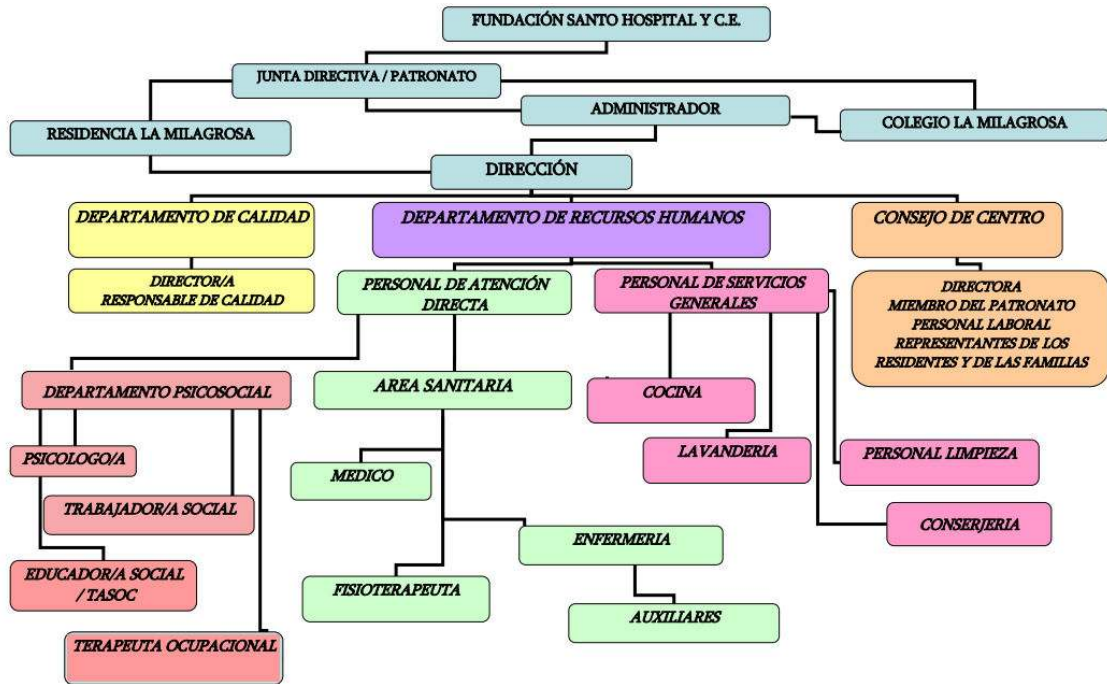 FUNDACIÓN SANTO HOSPITAL Y C.E.
JUNTA DIRECTIVA / PATRONATO
ADMINISTRADOR
RESIDENCIA LA MILAGROSA
COLEGIO LA MILAGROSA
DIRECCIÓN
DEPARTAMENTO DE CALIDAD
DEPARTAMENTO DE RECURSOS HUMANOS
CONSEJO DE CENTRO
DIRECTOR/A
RESPONSABLE DE CALIDAD
PERSONAL DE ATENCIÓN
DIRECTA
PERSONAL DE SERVICIOS
GENERALES
DIRECTORA
MIEMBRO DEL PATRONATO
PERSONAL LABORAL
REPRESENTANTES DE LOS
RESIDENTES Y DE LAS FAMILIAS
DEPARTAMENTO PSICOSOCIAL
AREA SANITARIA
COCINA
PSICOLOGO/A
MEDICO
LAVANDERIA
PERSONAL LIMPIEZA
TRABAJADOR/A SOCIAL
CONSERJERIA
ENFERMERIA
EDUCADOR/A SOCIAL
/ TASOC
FISIOTERAPEUTA
AUXILIARES
TERAPEUTA OCUPACIONAL